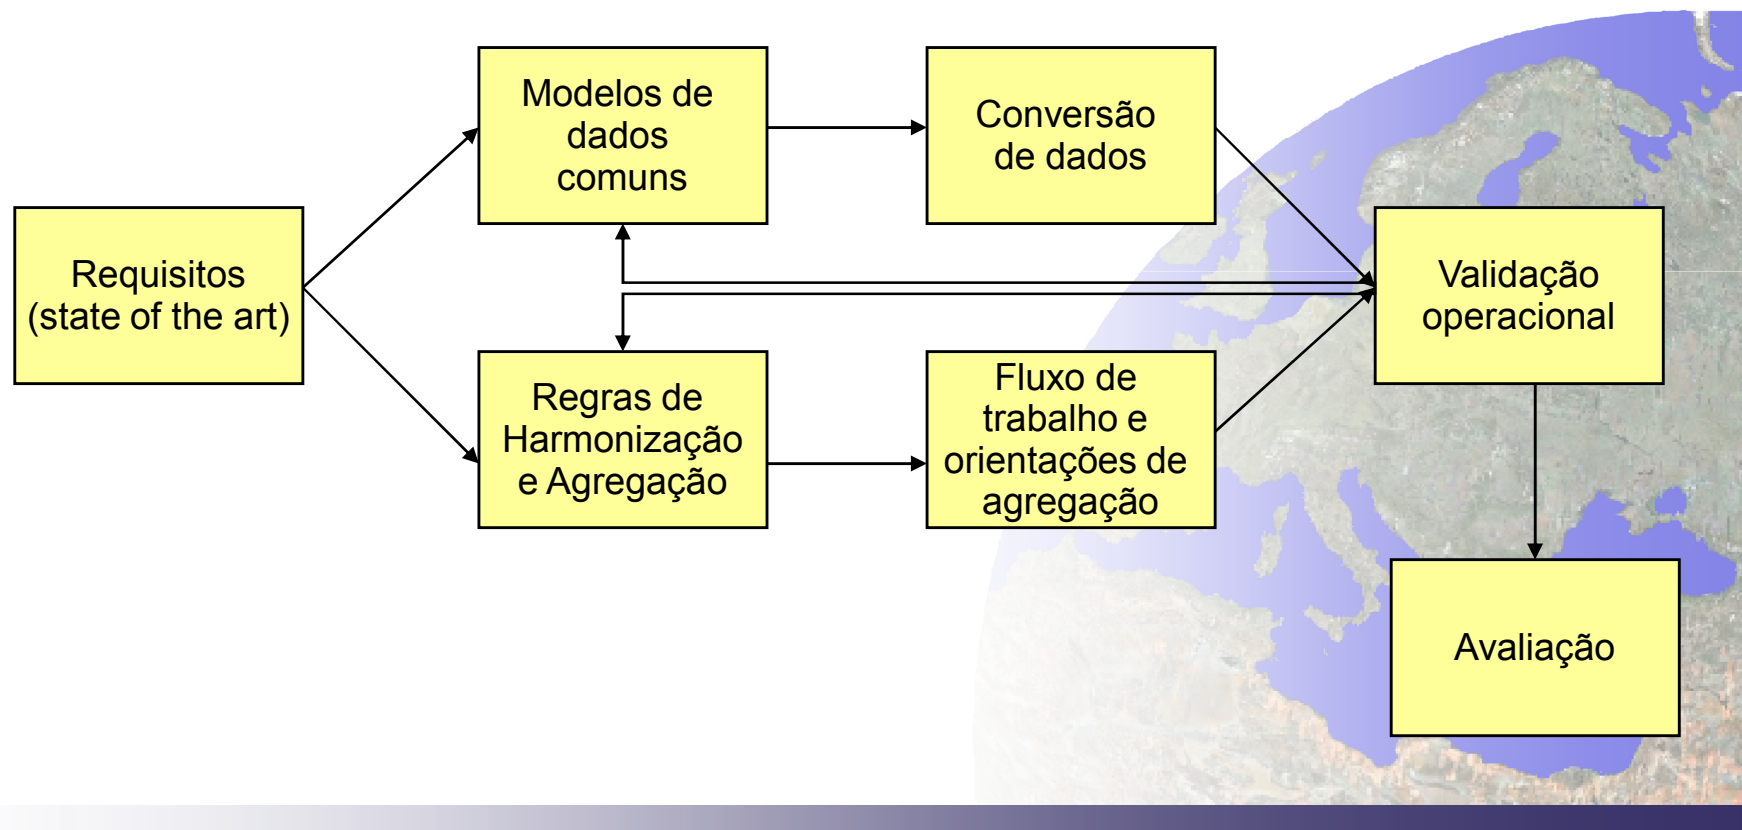 Modelos de
dados
comuns
Conversão
de dados
Requisitos
(state of the art)
Validação
operacional
Regras de
Harmonização
e Agregação
Fluxo de
trabalho e
orientações de
agregação
Avaliação